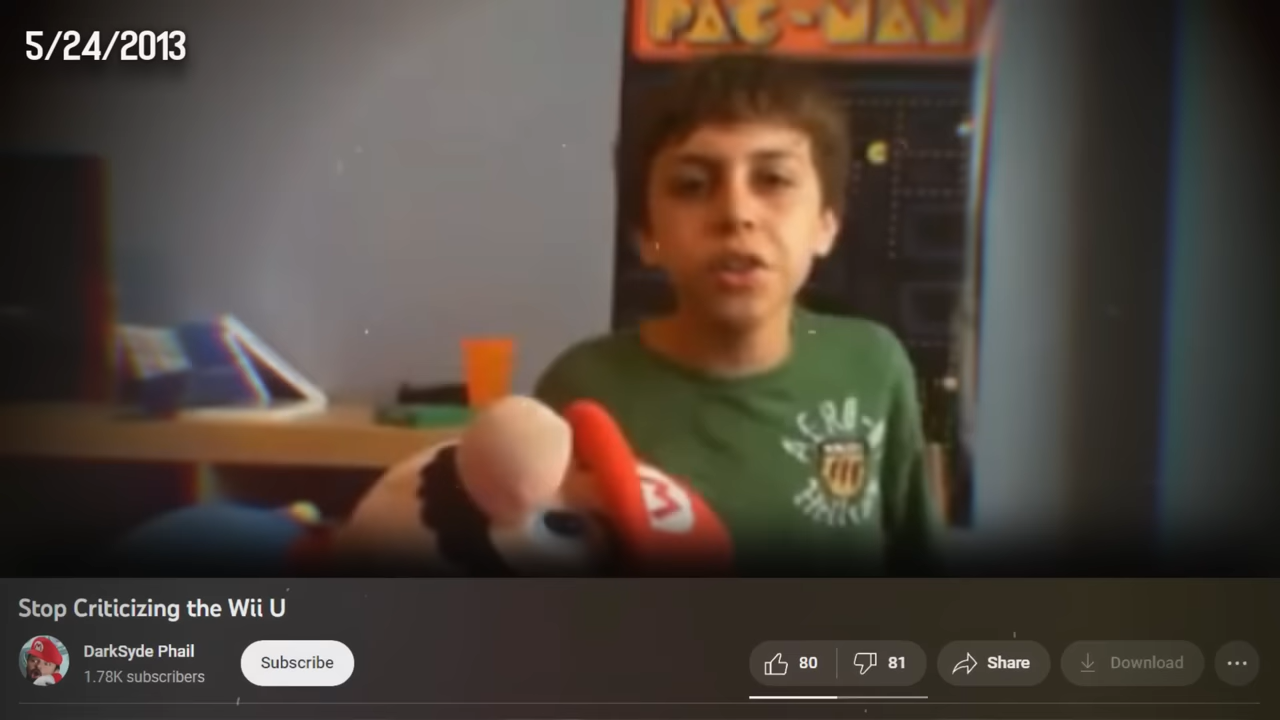 5/24/2013
PAC-MAN
M
Stop Criticizing the Wii U
DarkSyde Phail
1.78K subscribers
Subscribe
80
81
Share
Download